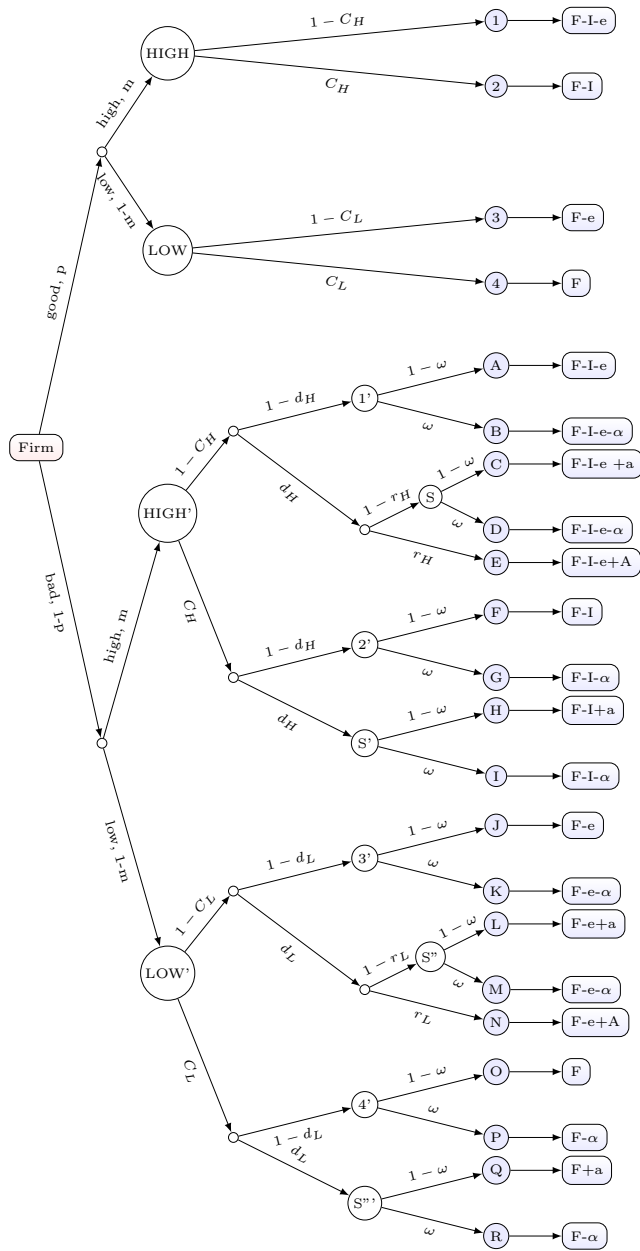 1 − C_H
1
F-I-e
HIGH
C_H
2
F-I
high, m
low, 1-m
1 − C_L
3
F-e
LOW
C_L
4
F
good, p
Firm
bad, 1-p
1 − ω
A
F-I-e
1 − d_H
1'
ω
B
F-I-e-α
1 − C_H
1 − ω
C
F-I-e +a
d_H
1 − r_H
S
HIGH'
ω
D
F-I-e-α
r_H
E
F-I-e+A
high, m
C_H
1 − ω
F
F-I
1 − d_H
2'
ω
G
F-I-α
d_H
1 − ω
H
F-I+a
S'
ω
I
F-I-α
low, 1-m
1 − ω
J
F-e
1 − d_L
3'
ω
K
F-e-α
1 − C_L
1 − ω
L
F-e+a
d_L
1 − r_L
S"
LOW'
ω
M
F-e-α
r_L
N
F-e+A
C_L
1 − ω
O
F
4'
1 − d_L
ω
P
F-α
d_L
1 − ω
Q
F+a
S"'
ω
R
F-α